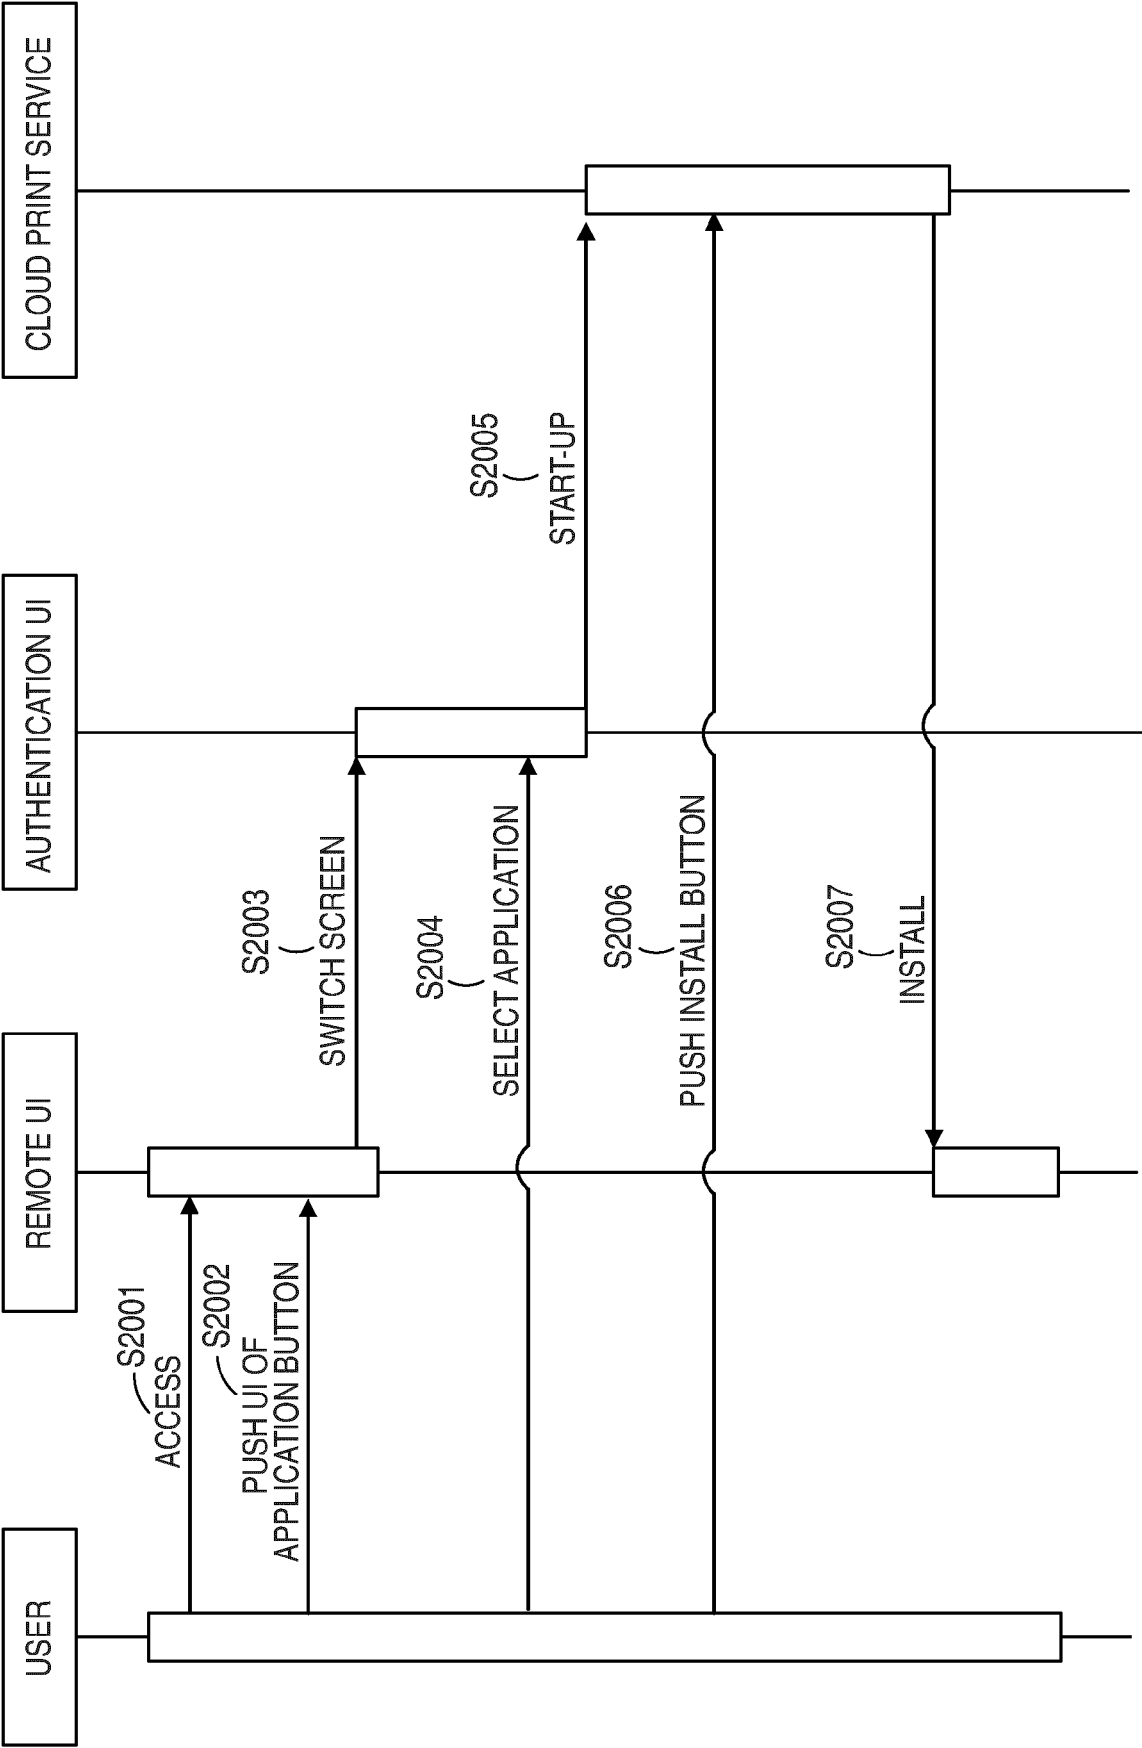 USER
REMOTE UI
AUTHENTICATION UI
CLOUD PRINT SERVICE
S2001
ACCESS
S2002
PUSH UI OF
APPLICATION BUTTON
S2003
SWITCH SCREEN
S2004
SELECT APPLICATION
S2005
START-UP
S2006
PUSH INSTALL BUTTON
S2007
INSTALL